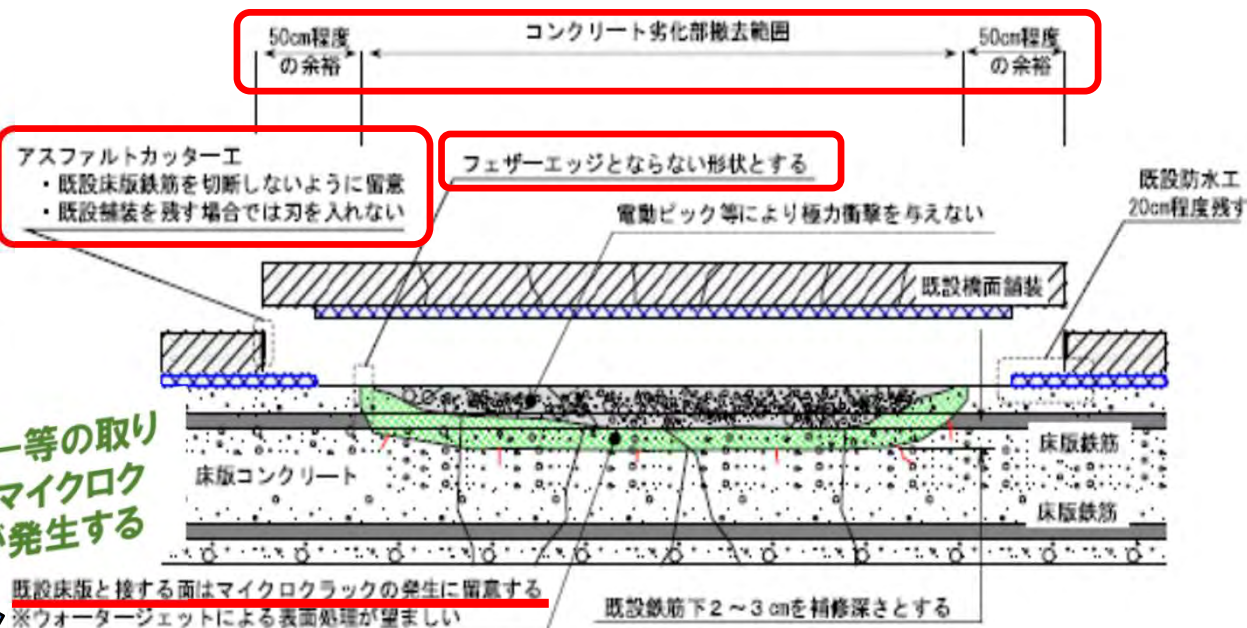 50cm程度
の余裕
コンクリート劣化部撤去範囲
50cm程度
の余裕
アスファルトカッター工
・既設床版鉄筋を切断しないように留意
・既設舗装を残す場合では刃を入れない
フェザーエッジとならない形状とする
電動ピック等により極力衝撃を与えない
既設防水工
20cm程度残す
既設橋面舗装
ー等の取り
マイクロク
が発生する
床版コンクリート
床版鉄筋
床版鉄筋
既設床版と接する面はマイクロクラックの発生に留意する
※ウォータージェットによる表面処理が望ましい
既設鉄筋下2～3㎝を補修深さとする